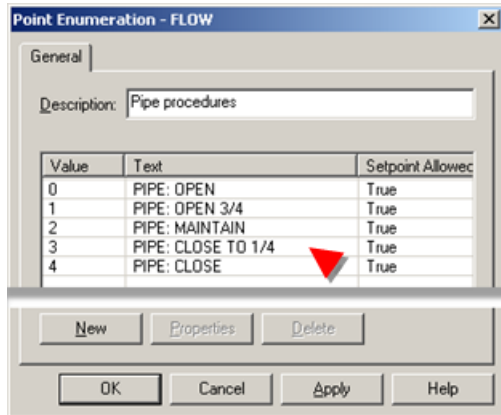 Point Enumeration - FLOW
General
Description: Pipe procedures
Value Text Setpoint Allowed
0 PIPE: OPEN True
1 PIPE: OPEN 3/4 True
2 PIPE: MAINTAIN True
3 PIPE: CLOSE TO 1/4 True
4 PIPE: CLOSE True
New Properties Delete
OK Cancel Apply Help